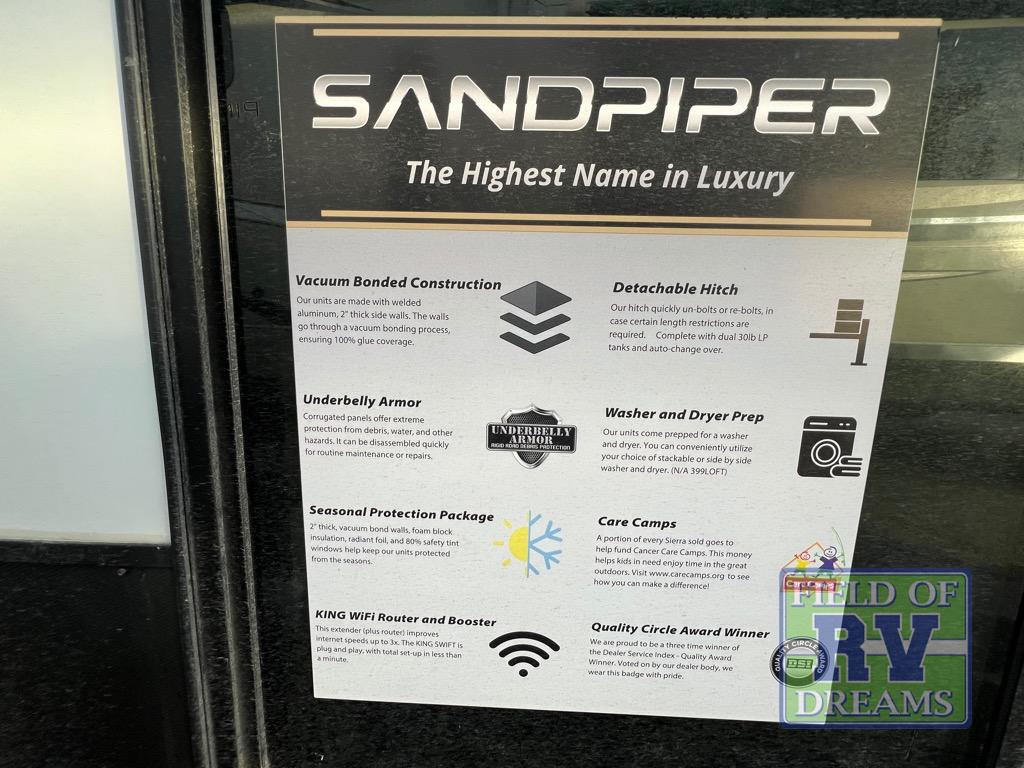 SANDPIPER
The Highest Name in Luxury
Vacuum Bonded Construction
Our units are made with welded
aluminum, 2" thick side walls. The walls
go through a vacuum bonding process,
ensuring 100% glue coverage.
Detachable Hitch
Our hitch quickly un-bolts or re-bolts, in
case certain length restrictions are
required. Complete with dual 30lb LP
tanks and auto-change over.
Underbelly Armor
Corrugated panels offer extreme
protection from debris, water, and other
hazards. It can be disassembled quickly
for routine maintenance or repairs.
UNDERBELLY
ARMOR
RIGID ROAD DEBRIS PROTECTION
Washer and Dryer Prep
Our units come prepped for a washer
and dryer. You can conveniently utilize
your choice of stackable or side by side
washer and dryer. (N/A 399LOFT)
Seasonal Protection Package
2" thick, vacuum bond walls, foam block
insulation, radiant foil, and 80% safety tint
windows help keep our units protected
from the seasons.
Care Camps
A portion of every Sierra sold goes to
help fund Cancer Care Camps. This money
helps kids in need enjoy time in the great
outdoors. Visit www.carecamps.org to see
how you can make a difference!
Care Camps
KING WiFi Router and Booster
This extender (plus router) improves
internet speeds up to 3x. The KING SWIFT is
plug and play, with total set-up in less than
a minute.
Quality Circle Award Winner
We are proud to be a three time winner of
the Dealer Service Index - Quality Award
Winner. Voted on by our dealer body, we
wear this badge with pride.
QUALITY CIRCLE AWARD
DSI
FIELD OF
RV
DREAMS